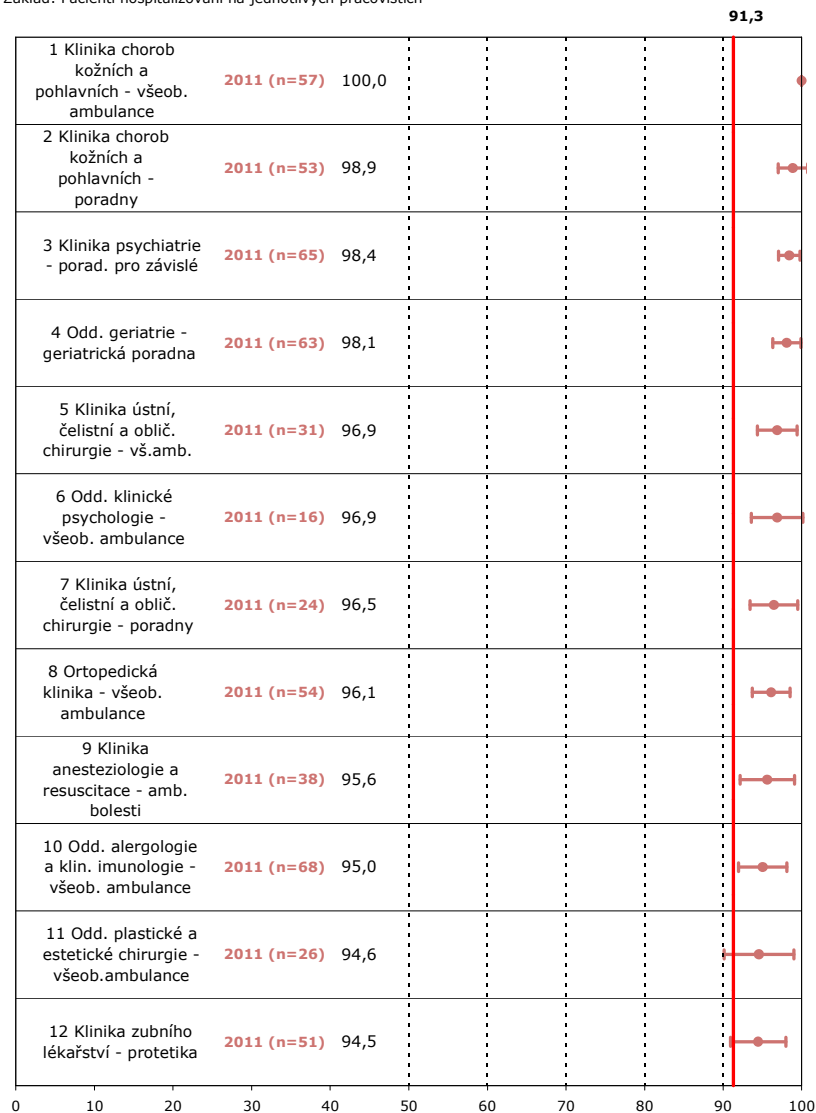 Základ: Pacienti hospitalizovaní na jednotlivých pracovištích
91,3
1 Klinika chorob
kožních a
pohlavních - všeob.
ambulance
2011 (n=57) 100,0
2 Klinika chorob
kožních a
pohlavních -
poradny
2011 (n=53) 98,9
3 Klinika psychiatrie
- porad. pro závislé
2011 (n=65) 98,4
4 Odd. geriatrie -
geriatrická poradna
2011 (n=63) 98,1
5 Klinika ústní,
čelistní a oblič.
chirurgie - vš.amb.
2011 (n=31) 96,9
6 Odd. klinické
psychologie -
všeob. ambulance
2011 (n=16) 96,9
7 Klinika ústní,
čelistní a oblič.
chirurgie - poradny
2011 (n=24) 96,5
8 Ortopedická
klinika - všeob.
ambulance
2011 (n=54) 96,1
9 Klinika
anesteziologie a
resuscitace - amb.
bolesti
2011 (n=38) 95,6
10 Odd. alergologie
a klin. imunologie -
všeob. ambulance
2011 (n=68) 95,0
11 Odd. plastické a
estetické chirurgie -
všeob.ambulance
2011 (n=26) 94,6
12 Klinika zubního
lékařství - protetika
2011 (n=51) 94,5
0 10 20 30 40 50 60 70 80 90 100